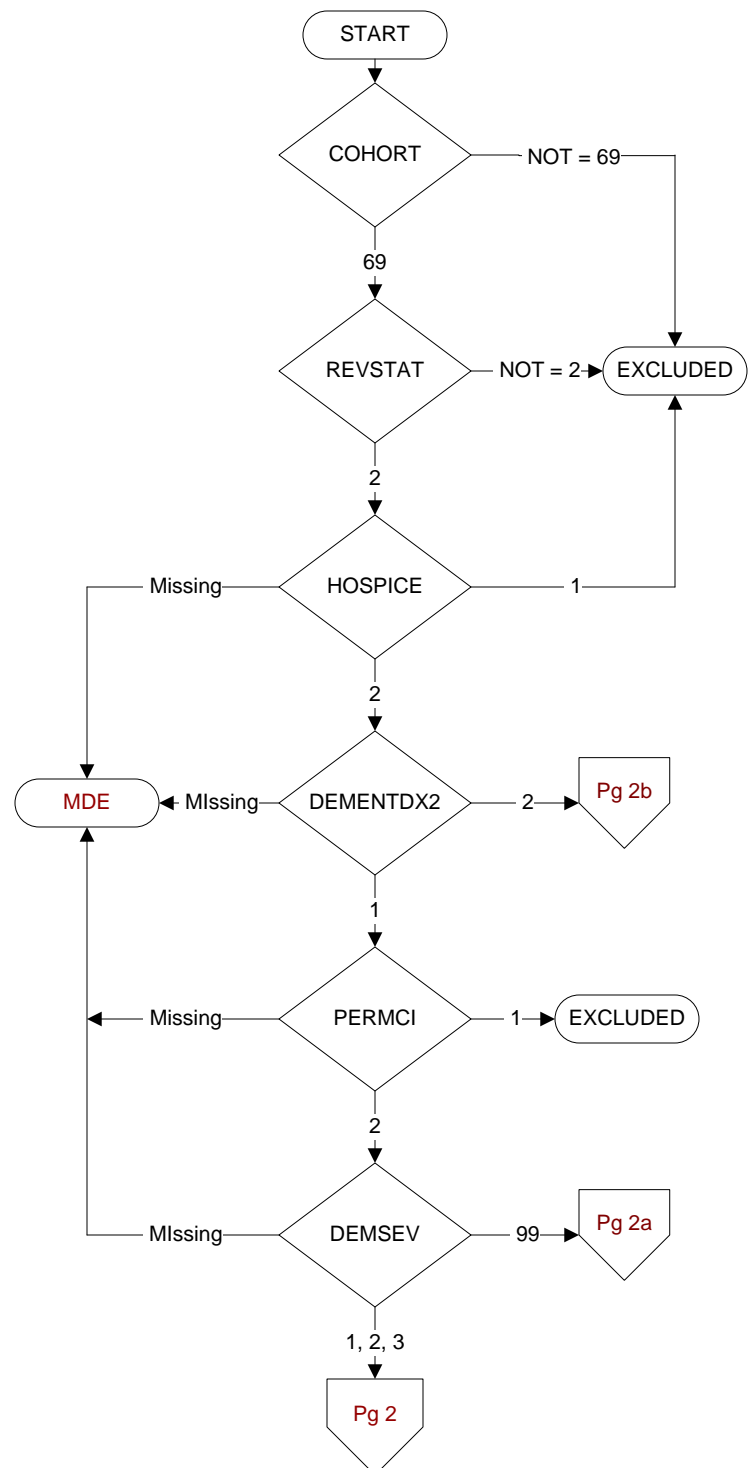 START
COHORT
NOT = 69
69
REVSTAT
NOT = 2
EXCLUDED
2
Missing
HOSPICE
1
2
MDE
MIssing
DEMENTDX2
2
Pg 2b
1
Missing
PERMCI
1
EXCLUDED
2
MIssing
DEMSEV
99
Pg 2a
1, 2, 3
Pg 2